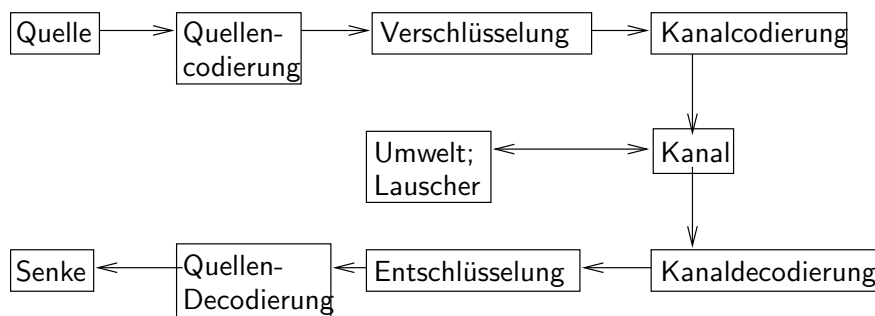 Quelle
Quellen-
codierung
Verschlüsselung
Kanalcodierung
Umwelt;
Lauscher
Kanal
Senke
Quellen-
Decodierung
Entschlüsselung
Kanaldecodierung